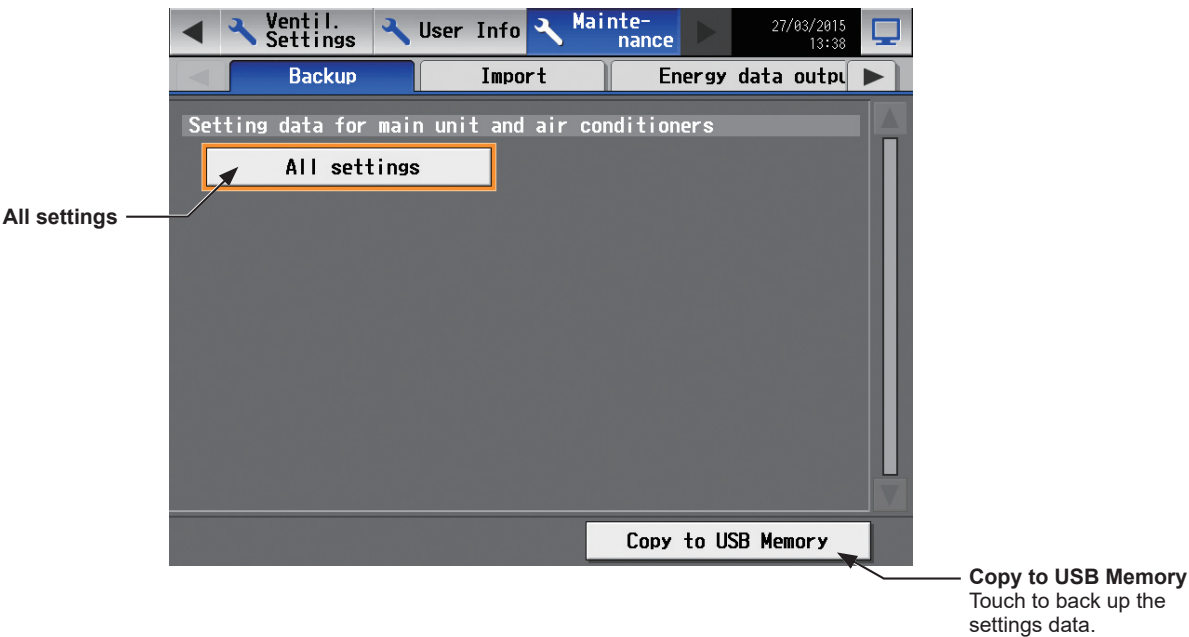 Ventil.
Settings
User Info
Mainte-
nance
27/03/2015
13:38
Backup
Import
Energy data outpu
Setting data for main unit and air conditioners
All settings
All settings
Copy to USB Memory
Copy to USB Memory
Touch to back up the
settings data.